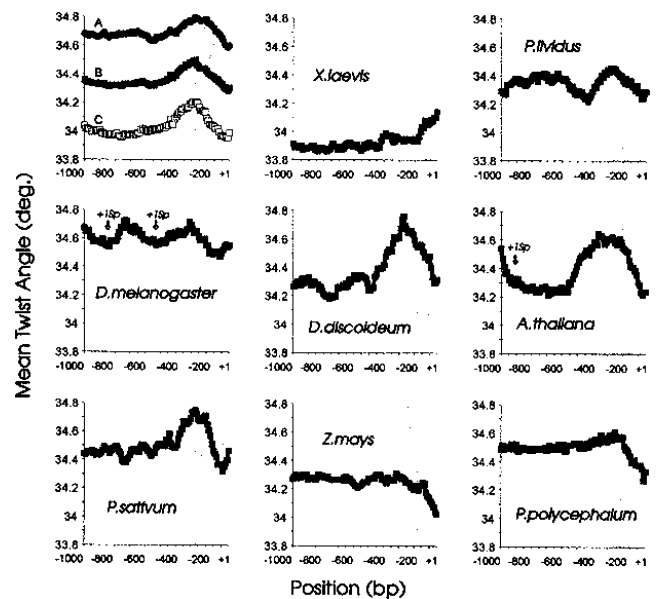 Mean Twist Angle (deg.)
34.8 34.8 34.8
A
34.6 34.6 P.lividus 34.6
B X.laevis
34.4 34.4 34.4
C
34.2 34.2 34.2
34 34 34
33.8 33.8 33.8
-1000 -800 -600 -400 -200 +1 -1000 -800 -600 -400 -200 +1 -1000 -800 -600 -400 -200 +1
34.8 34.8 34.8
+1Sp +1Sp
34.6 34.6 34.6
+1Sp
34.4 34.4 34.4
D.melanogaster
34.2 34.2 34.2
D.discoideum A.thaliana
34 34 34
33.8 33.8 33.8
-1000 -800 -600 -400 -200 +1 -1000 -800 -600 -400 -200 +1 -1000 -800 -600 -400 -200 +1
34.8 34.8 34.8
Z.mays
34.6 34.6 34.6
34.4 34.4 34.4
34.2 34.2 34.2
P.sativum P.polycephalum
34 34 34
33.8 33.8 33.8
-1000 -800 -600 -400 -200 +1 -1000 -800 -600 -400 -200 +1 -1000 -800 -600 -400 -200 +1
Position (bp)